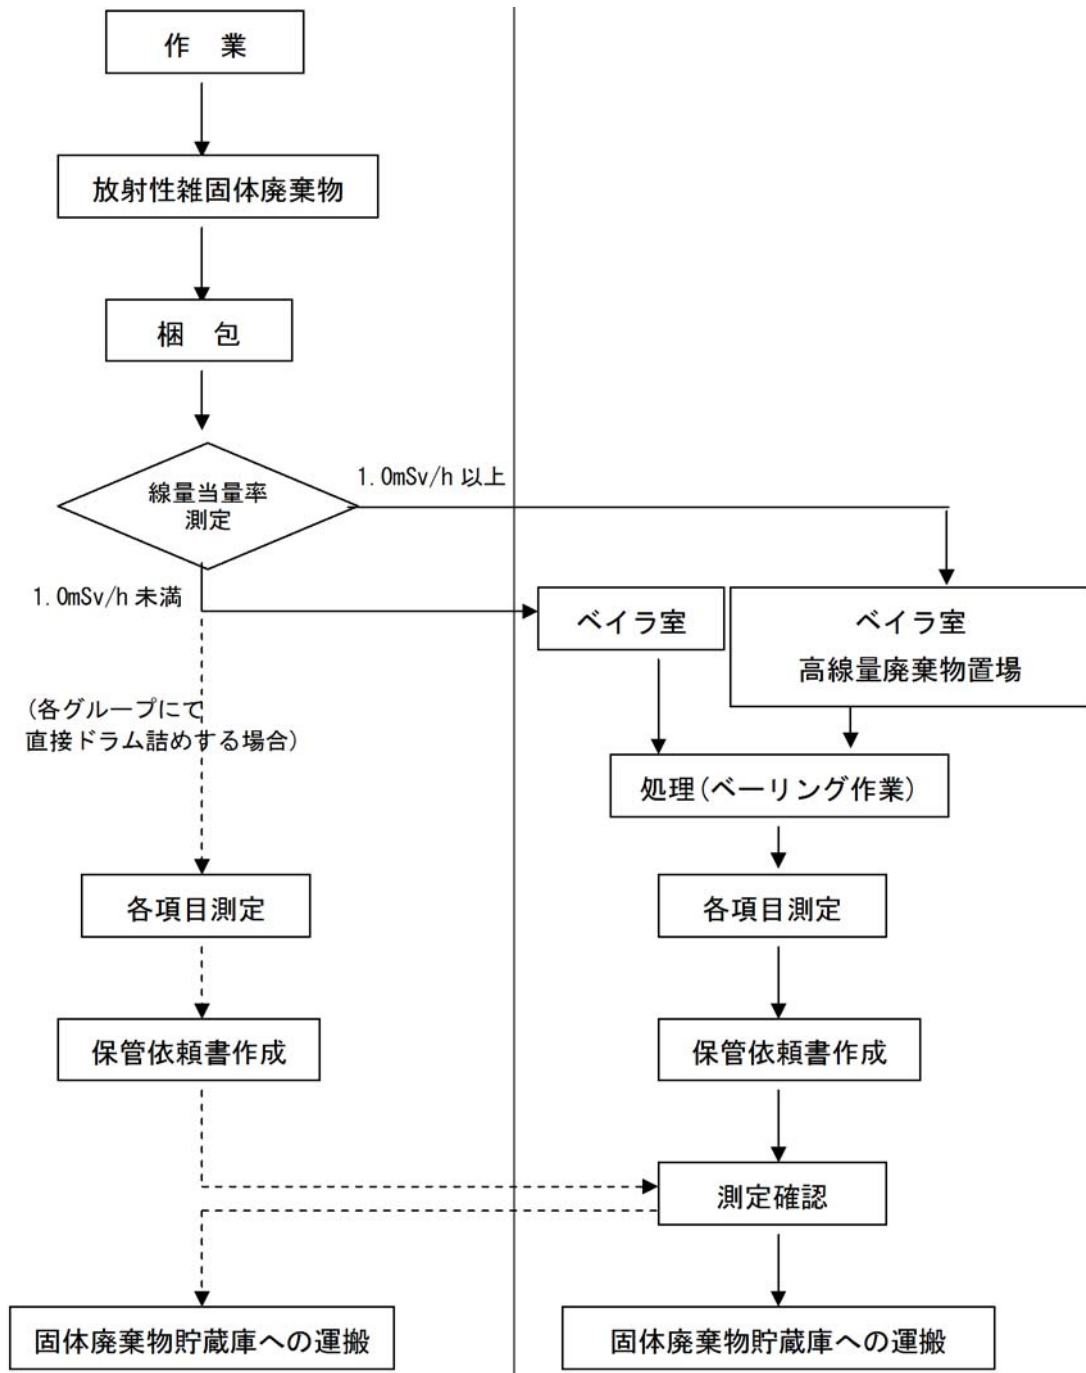 作　業
放射性雑固体廃棄物
梱　包
線量当量率
測定
1.0mSv/h 以上
1.0mSv/h 未満
ベイラ室
ベイラ室
高線量廃棄物置場
(各グループにて
直接ドラム詰めする場合)
処理(ベーリング作業)
各項目測定
各項目測定
保管依頼書作成
保管依頼書作成
測定確認
固体廃棄物貯蔵庫への運搬
固体廃棄物貯蔵庫への運搬